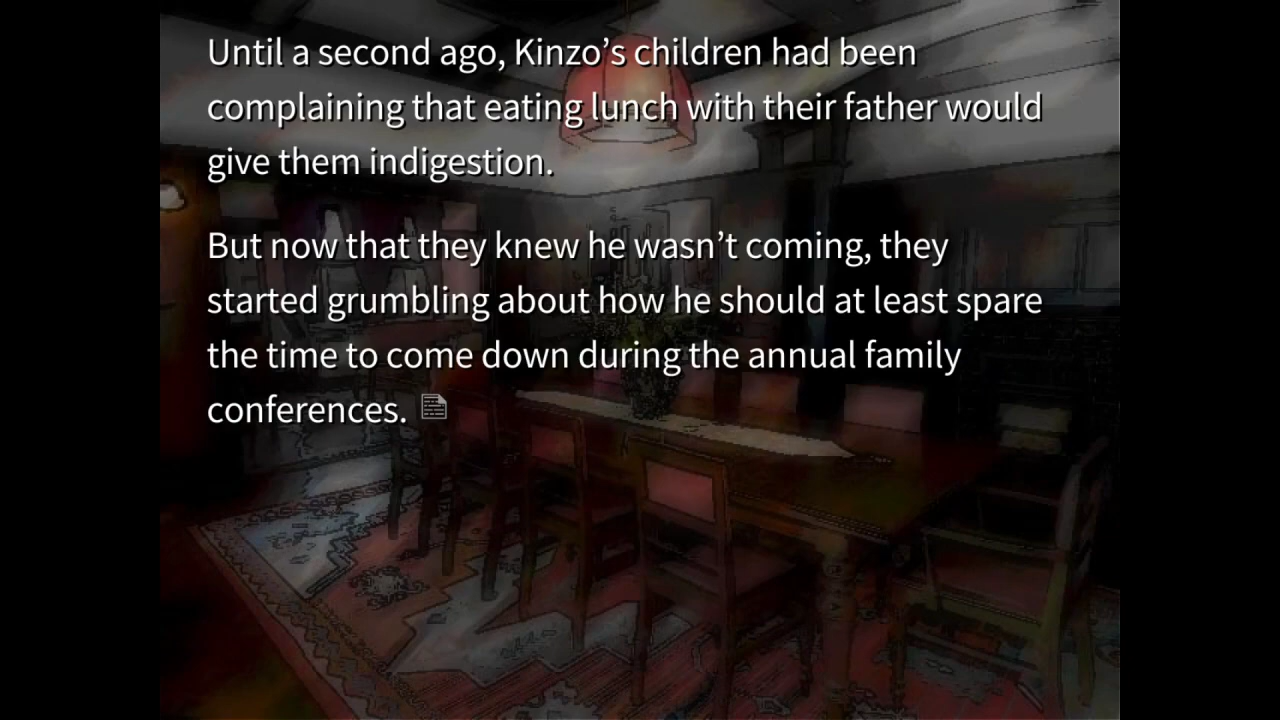 Until a second ago, Kinzo’s children had been
complaining that eating lunch with their father would
give them indigestion.
But now that they knew he wasn’t coming, they
started grumbling about how he should at least spare
the time to come down during the annual family
conferences.